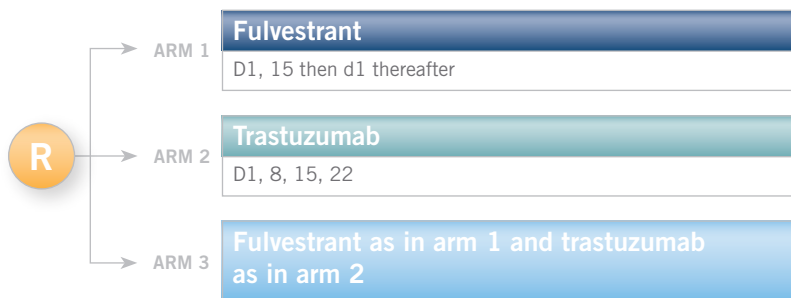 Fulvestrant
ARM 1
D1, 15 then d1 thereafter
R
Trastuzumab
ARM 2
D1, 8, 15, 22
Fulvestrant as in arm 1 and trastuzumab
ARM 3
as in arm 2